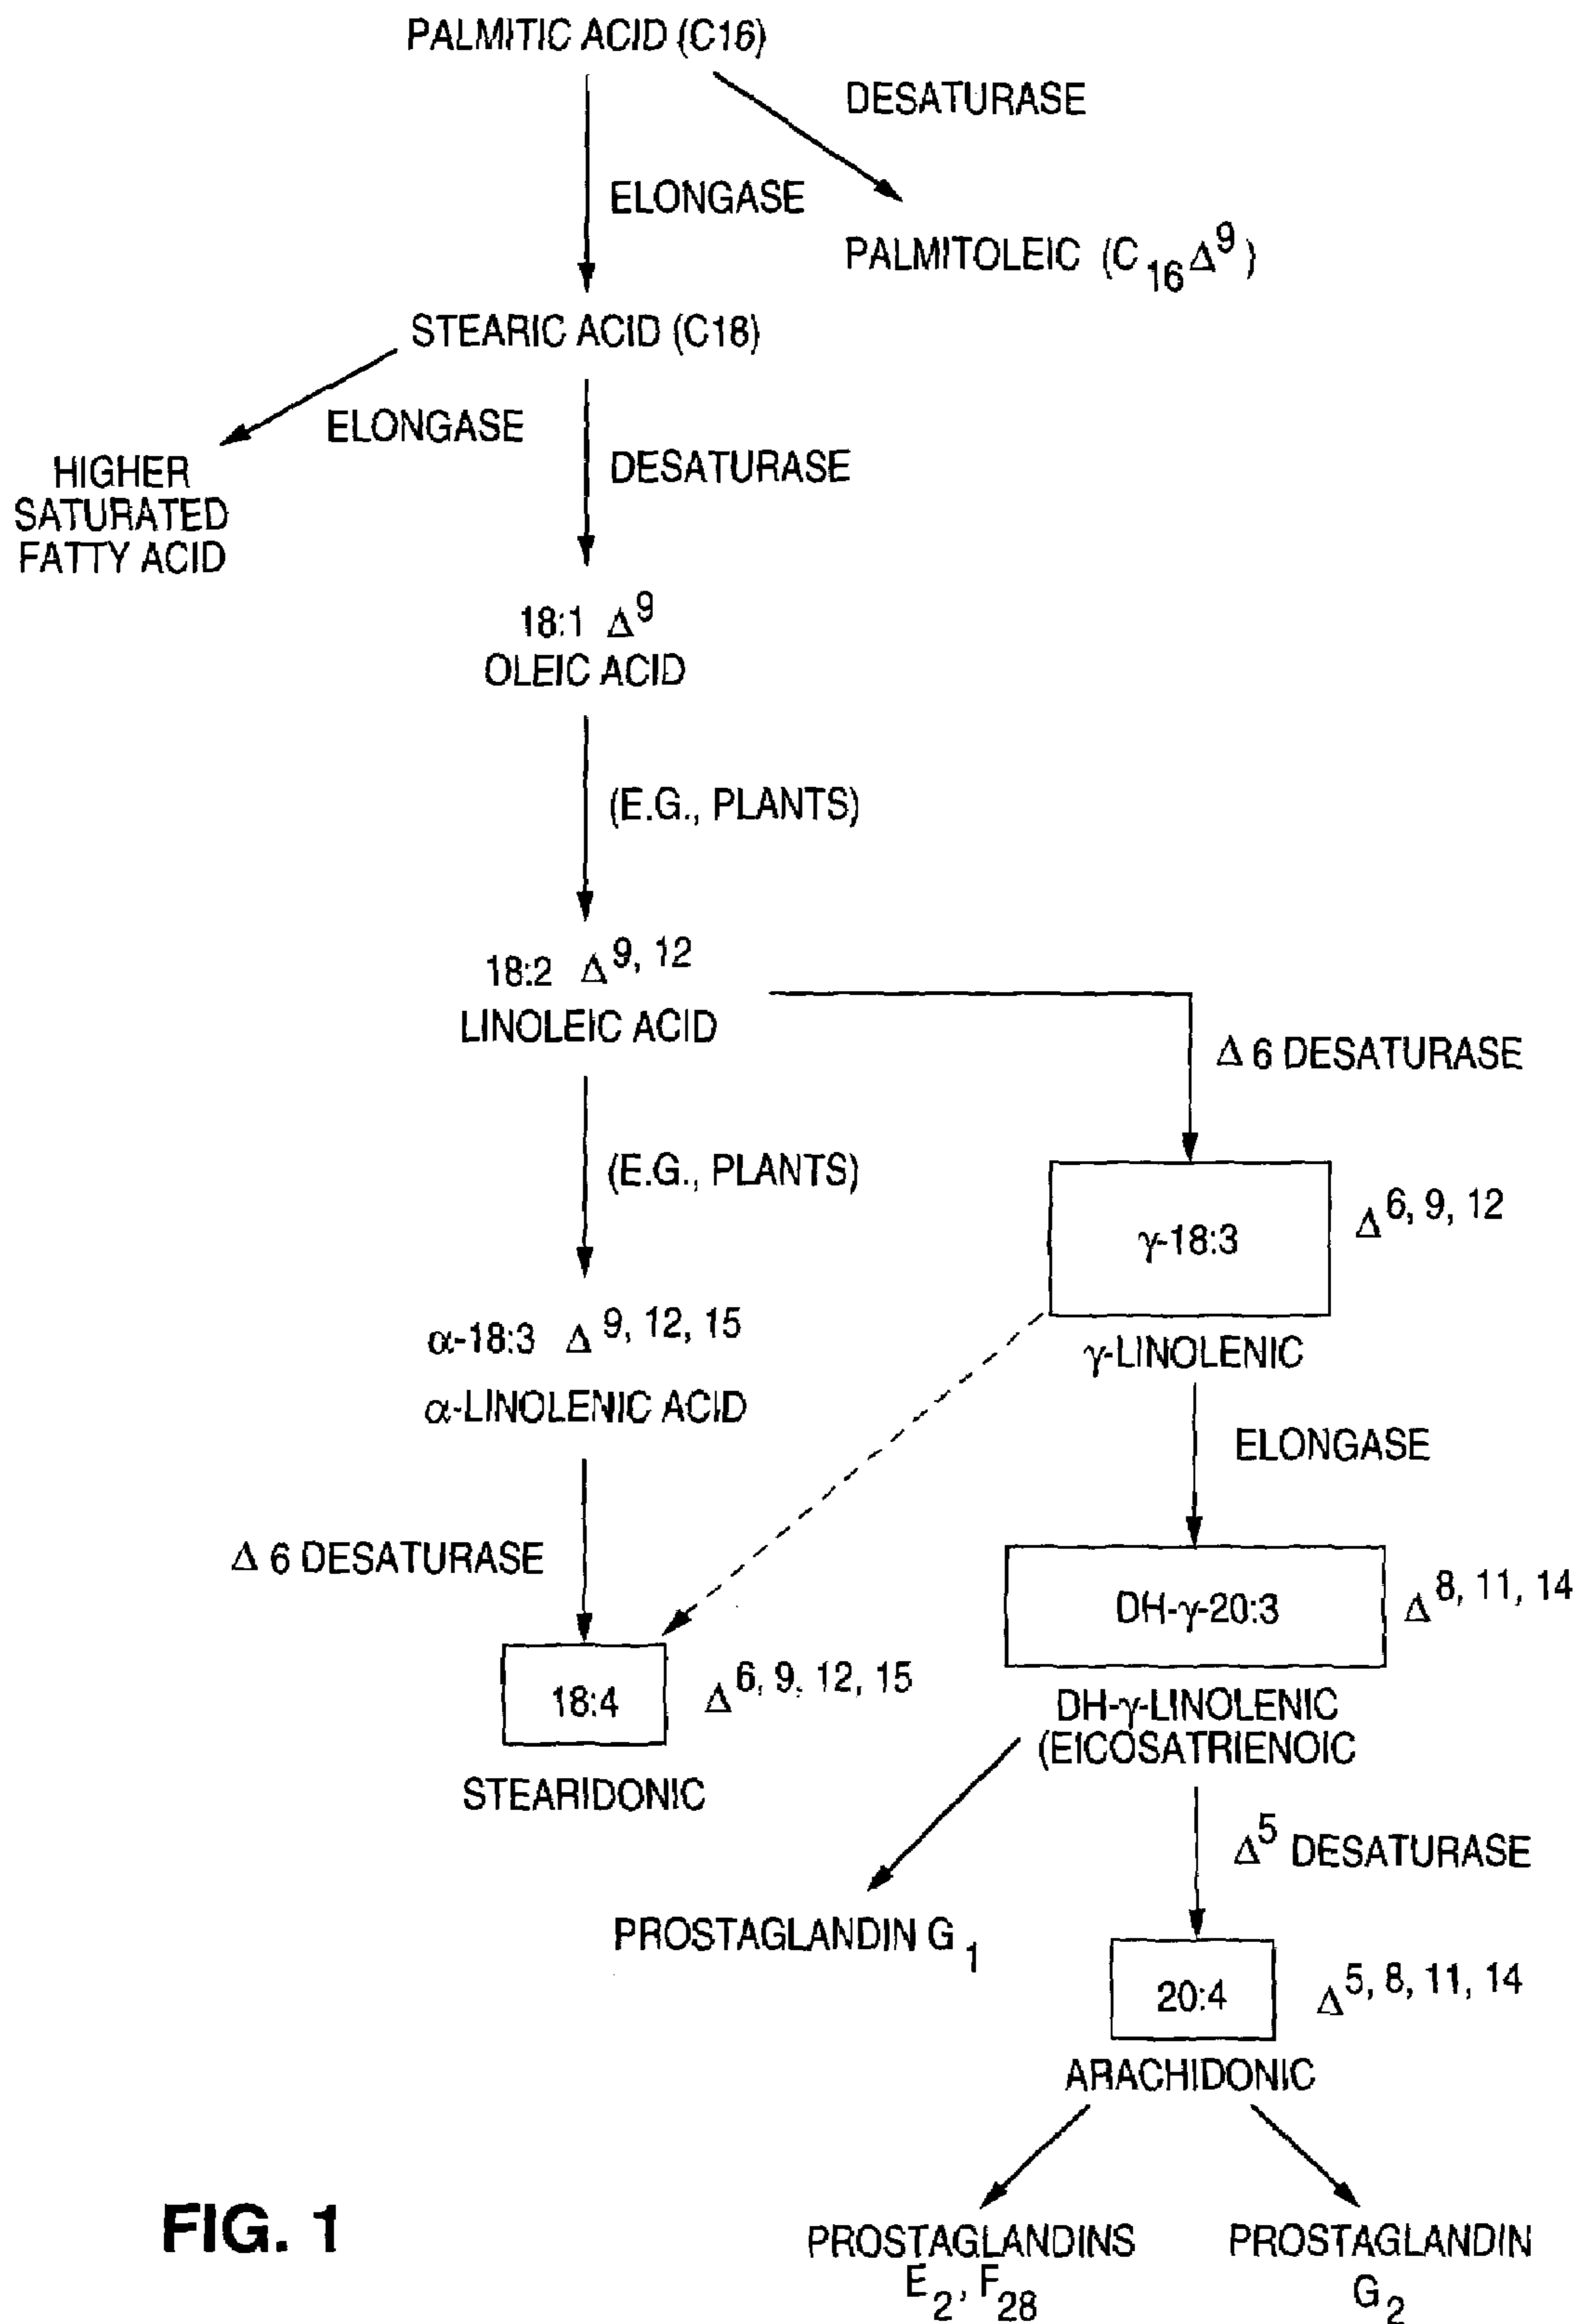 PALMITIC ACID (C16)
DESATURASE
ELONGASE
PALMITOLEIC (C₁₆Δ⁹)
STEARIC ACID (C18)
ELONGASE
DESATURASE
HIGHER
SATURATED
FATTY ACID
18:1 Δ⁹
OLEIC ACID
(E.G., PLANTS)
18:2 Δ⁹, ¹²
LINOLEIC ACID
Δ 6 DESATURASE
(E.G., PLANTS)
γ-18:3 Δ⁶, ⁹, ¹²
α-18:3 Δ⁹, ¹², ¹⁵
γ-LINOLENIC
α-LINOLENIC ACID
ELONGASE
Δ 6 DESATURASE
DH-γ-20:3 Δ⁸, ¹¹, ¹⁴
18:4 Δ⁶, ⁹, ¹², ¹⁵
DH-γ-LINOLENIC
(EICOSATRIENOIC
STEARIDONIC
Δ⁵ DESATURASE
PROSTAGLANDIN G₁
20:4 Δ⁵, ⁸, ¹¹, ¹⁴
ARACHIDONIC
FIG. 1
PROSTAGLANDINS
E₂, F₂₈
PROSTAGLANDIN
G₂